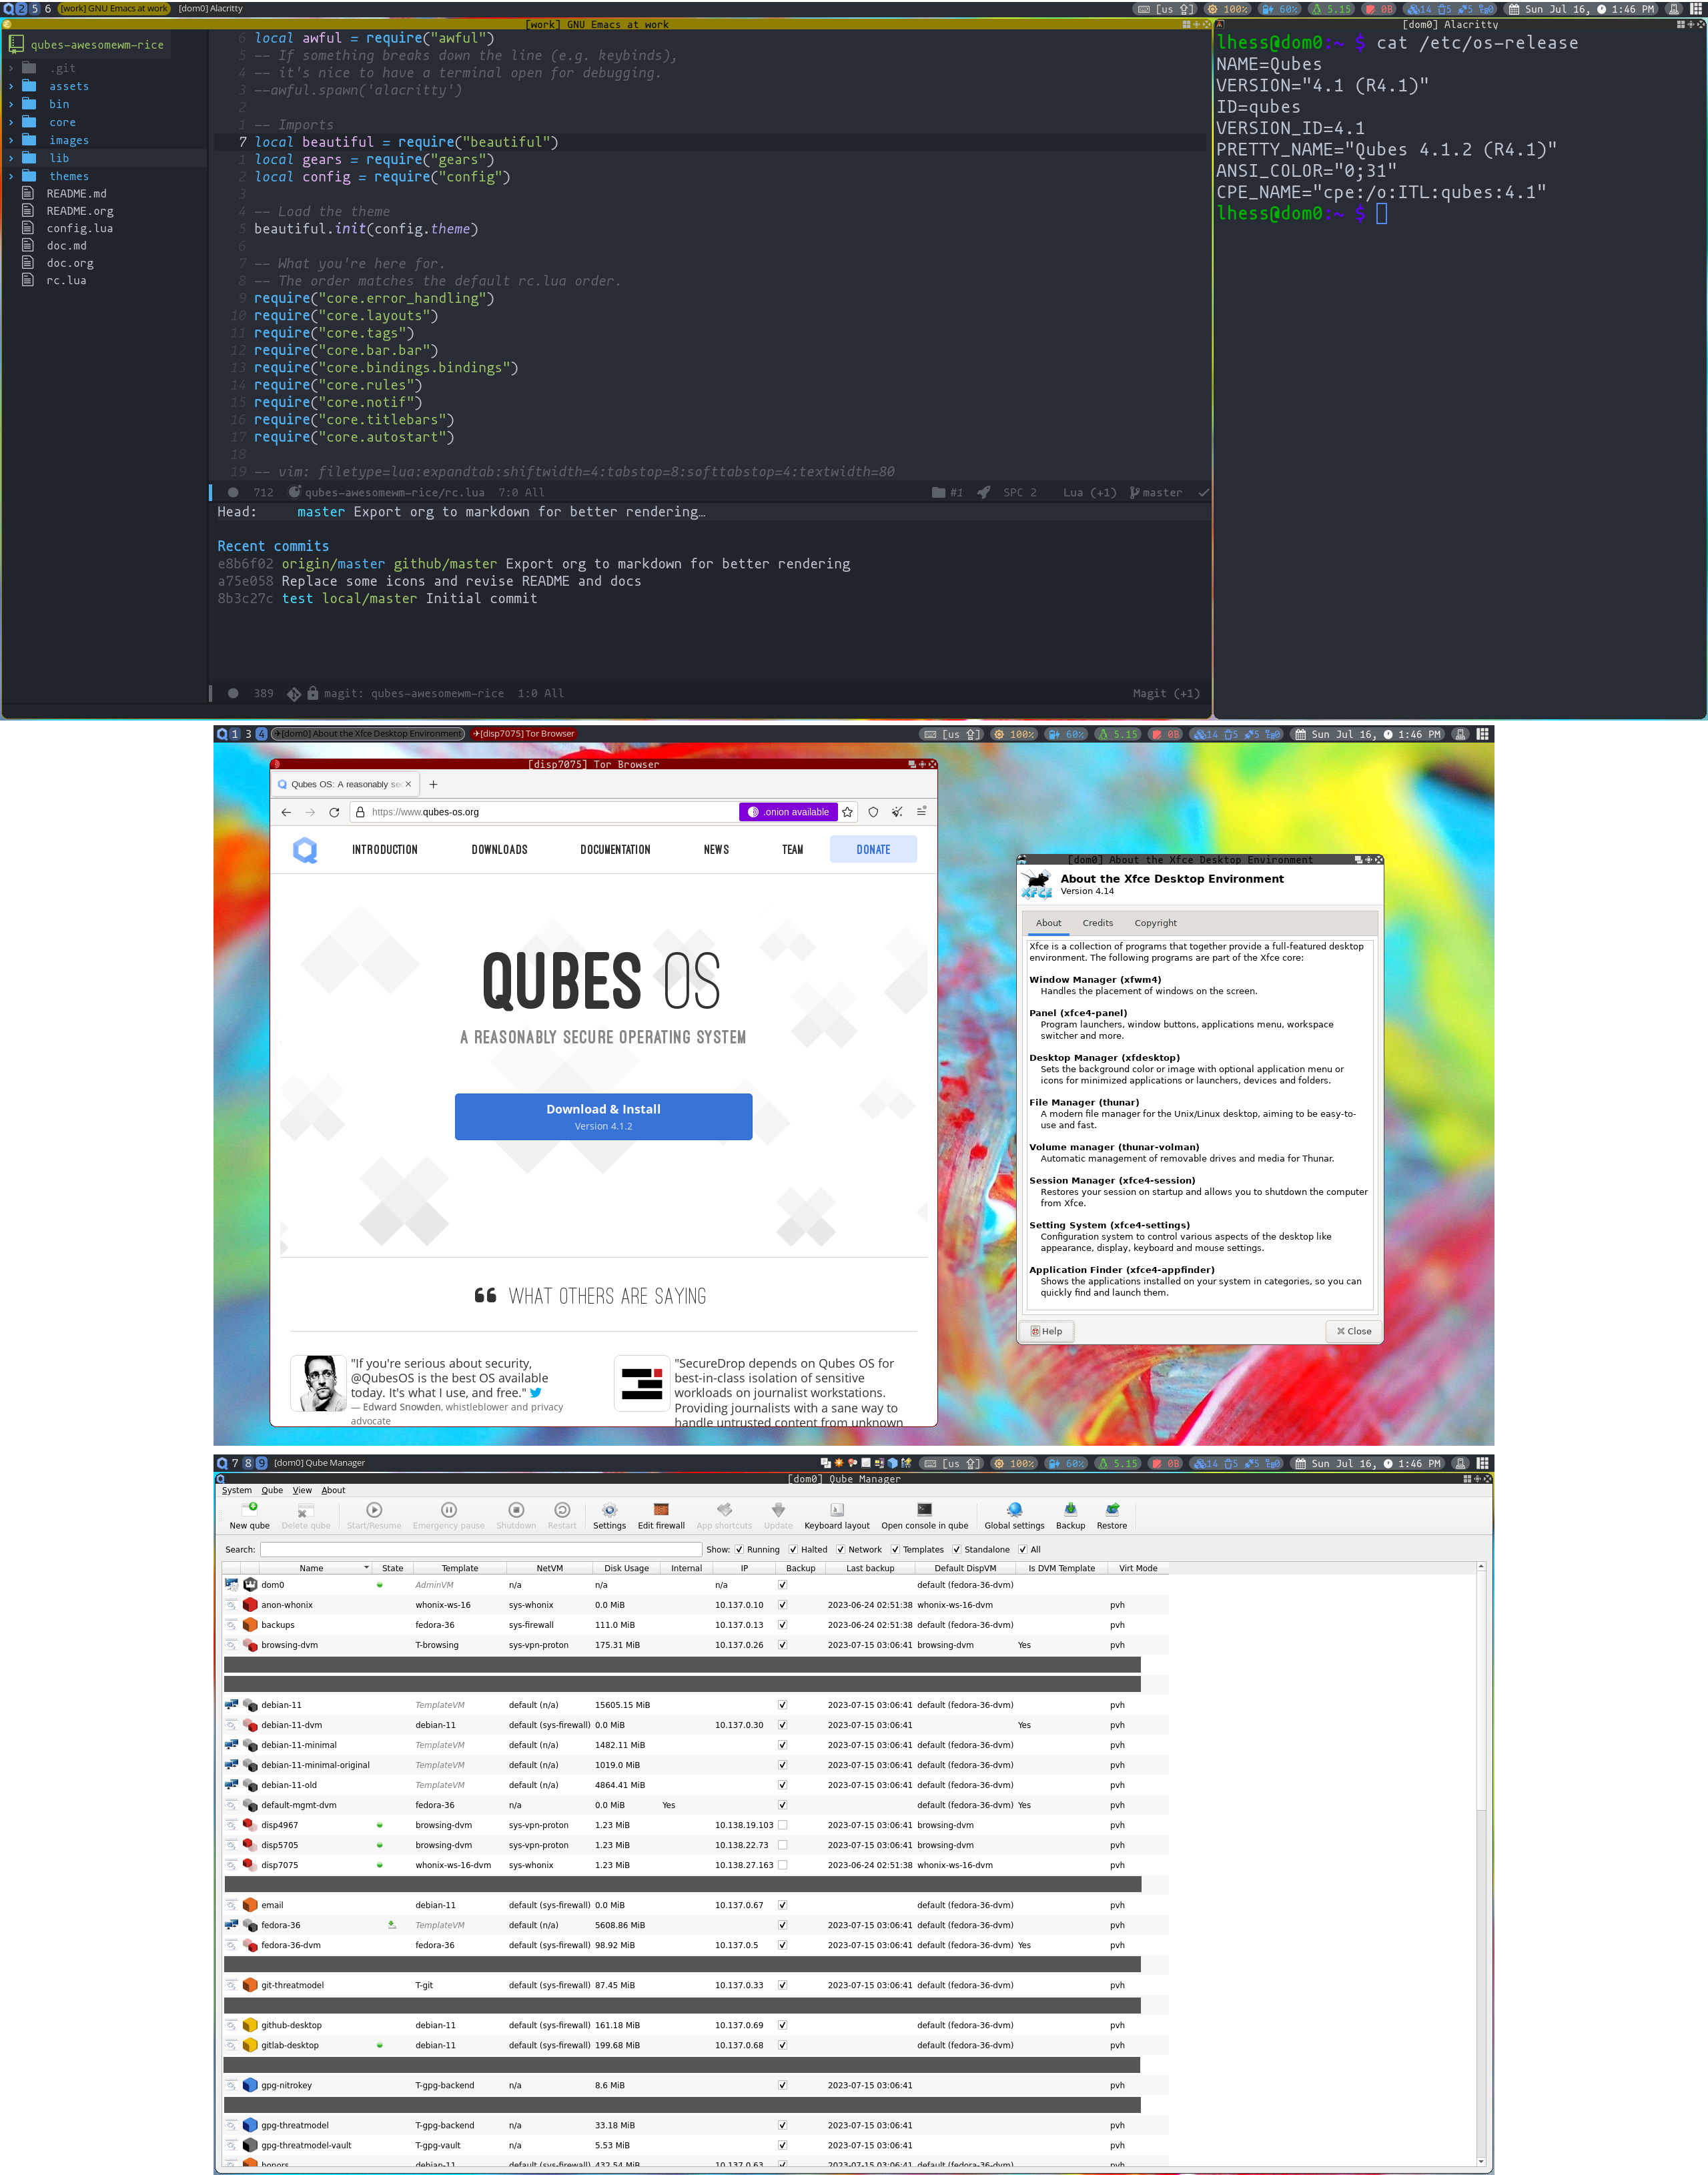 2 5 6 [work] GNU Emacs at work [dom0] Alacritty [us ] 100% 60% 5.15 0B 14 5 5 0 Sun Jul 16, 1:46 PM
[work] GNU Emacs at work
qubes-awesomewm-rice
.git
assets
bin
core
images
lib
themes
README.md
README.org
config.lua
doc.md
doc.org
rc.lua
6 local awful = require("awful")
5 -- If something breaks down the line (e.g. keybinds),
4 -- it's nice to have a terminal open for debugging.
3 --awful.spawn('alacritty')
2
1 -- Imports
7 local beautiful = require("beautiful")
1 local gears = require("gears")
2 local config = require("config")
3
4 -- Load the theme
5 beautiful.init(config.theme)
6
7 -- What you're here for.
8 -- The order matches the default rc.lua order.
9 require("core.error_handling")
10 require("core.layouts")
11 require("core.tags")
12 require("core.bar.bar")
13 require("core.bindings.bindings")
14 require("core.rules")
15 require("core.notif")
16 require("core.titlebars")
17 require("core.autostart")
18
19 -- vim: filetype=lua:expandtab:shiftwidth=4:tabstop=8:softtabstop=4:textwidth=80
712 qubes-awesomewm-rice/rc.lua 7:0 All #1 SPC 2 Lua (+1) master
Head: master Export org to markdown for better rendering…
Recent commits
e8b6f02 origin/master github/master Export org to markdown for better rendering
a75e058 Replace some icons and revise README and docs
8b3c27c test local/master Initial commit
389 magit: qubes-awesomewm-rice 1:0 All Magit (+1)
[dom0] Alacritty
lhess@dom0:~ $ cat /etc/os-release
NAME=Qubes
VERSION="4.1 (R4.1)"
ID=qubes
VERSION_ID=4.1
PRETTY_NAME="Qubes 4.1.2 (R4.1)"
ANSI_COLOR="0;31"
CPE_NAME="cpe:/o:ITL:qubes:4.1"
lhess@dom0:~ $
1 3 4 [dom0] About the Xfce Desktop Environment [disp7075] Tor Browser [us ] 100% 60% 5.15 0B 14 5 5 0 Sun Jul 16, 1:46 PM
[disp7075] Tor Browser
Qubes OS: A reasonably se
https://www.qubes-os.org .onion available
INTRODUCTION DOWNLOADS DOCUMENTATION NEWS TEAM DONATE
QUBES OS
A REASONABLY SECURE OPERATING SYSTEM
Download & Install
Version 4.1.2
WHAT OTHERS ARE SAYING
"If you're serious about security,
@QubesOS is the best OS available
today. It's what I use, and free."
— Edward Snowden, whistleblower and privacy
advocate
"SecureDrop depends on Qubes OS for
best-in-class isolation of sensitive
workloads on journalist workstations.
Providing journalists with a sane way to
handle untrusted content from unknown
[dom0] About the Xfce Desktop Environment
XFCE
About the Xfce Desktop Environment
Version 4.14
About Credits Copyright
Xfce is a collection of programs that together provide a full-featured desktop
environment. The following programs are part of the Xfce core:
Window Manager (xfwm4)
Handles the placement of windows on the screen.
Panel (xfce4-panel)
Program launchers, window buttons, applications menu, workspace
switcher and more.
Desktop Manager (xfdesktop)
Sets the background color or image with optional application menu or
icons for minimized applications or launchers, devices and folders.
File Manager (thunar)
A modern file manager for the Unix/Linux desktop, aiming to be easy-to-
use and fast.
Volume manager (thunar-volman)
Automatic management of removable drives and media for Thunar.
Session Manager (xfce4-session)
Restores your session on startup and allows you to shutdown the computer
from Xfce.
Setting System (xfce4-settings)
Configuration system to control various aspects of the desktop like
appearance, display, keyboard and mouse settings.
Application Finder (xfce4-appfinder)
Shows the applications installed on your system in categories, so you can
quickly find and launch them.
Help Close
7 8 9 [dom0] Qube Manager [us ] 100% 60% 5.15 0B 14 5 5 0 Sun Jul 16, 1:46 PM
[dom0] Qube Manager
System Qube View About
New qube Delete qube Start/Resume Emergency pause Shutdown Restart Settings Edit firewall App shortcuts Update Keyboard layout Open console in qube Global settings Backup Restore
Search: Show: Running Halted Network Templates Standalone All
Name State Template NetVM Disk Usage Internal IP Backup Last backup Default DispVM Is DVM Template Virt Mode
dom0 AdminVM n/a n/a n/a default (fedora-36-dvm)
anon-whonix whonix-ws-16 sys-whonix 0.0 MiB 10.137.0.10 2023-06-24 02:51:38 whonix-ws-16-dvm pvh
backups fedora-36 sys-firewall 111.0 MiB 10.137.0.13 2023-06-24 02:51:38 default (fedora-36-dvm) pvh
browsing-dvm T-browsing sys-vpn-proton 175.31 MiB 10.137.0.26 2023-07-15 03:06:41 browsing-dvm Yes pvh
debian-11 TemplateVM default (n/a) 15605.15 MiB 2023-07-15 03:06:41 default (fedora-36-dvm) pvh
debian-11-dvm debian-11 default (sys-firewall) 0.0 MiB 10.137.0.30 2023-07-15 03:06:41 Yes pvh
debian-11-minimal TemplateVM default (n/a) 1482.11 MiB 2023-07-15 03:06:41 default (fedora-36-dvm) pvh
debian-11-minimal-original TemplateVM default (n/a) 1019.0 MiB 2023-07-15 03:06:41 default (fedora-36-dvm) pvh
debian-11-old TemplateVM default (n/a) 4864.41 MiB 2023-07-15 03:06:41 default (fedora-36-dvm) pvh
default-mgmt-dvm fedora-36 n/a 0.0 MiB Yes default (fedora-36-dvm) Yes pvh
disp4967 browsing-dvm sys-vpn-proton 1.23 MiB 10.138.19.103 2023-07-15 03:06:41 browsing-dvm pvh
disp5705 browsing-dvm sys-vpn-proton 1.23 MiB 10.138.22.73 2023-07-15 03:06:41 browsing-dvm pvh
disp7075 whonix-ws-16-dvm sys-whonix 1.23 MiB 10.138.27.163 2023-06-24 02:51:38 whonix-ws-16-dvm pvh
email debian-11 default (sys-firewall) 0.0 MiB 10.137.0.67 default (fedora-36-dvm) pvh
fedora-36 TemplateVM default (n/a) 5608.86 MiB 2023-07-15 03:06:41 default (fedora-36-dvm) pvh
fedora-36-dvm fedora-36 default (sys-firewall) 98.92 MiB 10.137.0.5 2023-07-15 03:06:41 default (fedora-36-dvm) Yes pvh
git-threatmodel T-git default (sys-firewall) 87.45 MiB 10.137.0.33 2023-07-15 03:06:41 default (fedora-36-dvm) pvh
github-desktop debian-11 default (sys-firewall) 161.18 MiB 10.137.0.69 default (fedora-36-dvm) pvh
gitlab-desktop debian-11 default (sys-firewall) 199.68 MiB 10.137.0.68 2023-07-15 03:06:41 default (fedora-36-dvm) pvh
gpg-nitrokey T-gpg-backend n/a 8.6 MiB 2023-07-15 03:06:41 pvh
gpg-threatmodel T-gpg-backend n/a 33.18 MiB 2023-07-15 03:06:41 pvh
gpg-threatmodel-vault T-gpg-vault n/a 5.53 MiB 2023-07-15 03:06:41 pvh
honors debian-11 default (sys-firewall) 432.54 MiB 10.137.0.63 2023-07-15 03:06:41 default (fedora-36-dvm) pvh